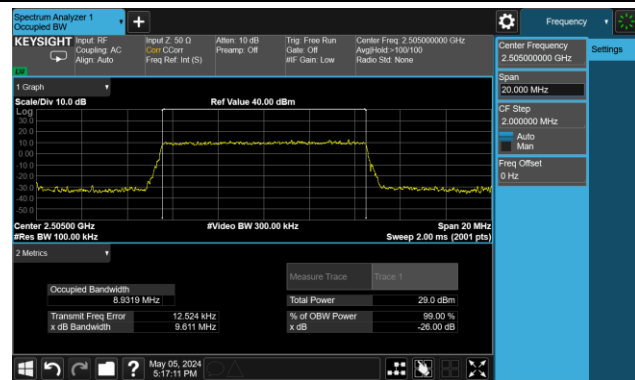 Spectrum Analyzer 1
Occupied BW
+
Frequency
KEYSIGHT
Input: RF
Coupling: AC
Align: Auto
Input Z: 50 Ω
Corr CCorr
Freq Ref: Int (S)
Atten: 10 dB
Preamp: Off
Trig: Free Run
Gate: Off
#IF Gain: Low
Center Freq: 2.505000000 GHz
Avg|Hold:>100/100
Radio Std: None
Center Frequency
2.505000000 GHz
Settings
Span
20.000 MHz
CF Step
2.000000 MHz
Auto
Man
Freq Offset
0 Hz
1 Graph
Scale/Div 10.0 dB
Ref Value 40.00 dBm
Log
30.0
20.0
10.0
0.00
-10.0
-20.0
-30.0
-40.0
-50.0
Center 2.50500 GHz
#Video BW 300.00 kHz
Span 20 MHz
#Res BW 100.00 kHz
Sweep 2.00 ms (2001 pts)
2 Metrics
Measure Trace
Trace 1
Occupied Bandwidth
8.9319 MHz
Total Power
29.0 dBm
Transmit Freq Error
12.524 kHz
% of OBW Power
99.00 %
x dB Bandwidth
9.611 MHz
x dB
-26.00 dB
?
May 05, 2024
5:17:11 PM